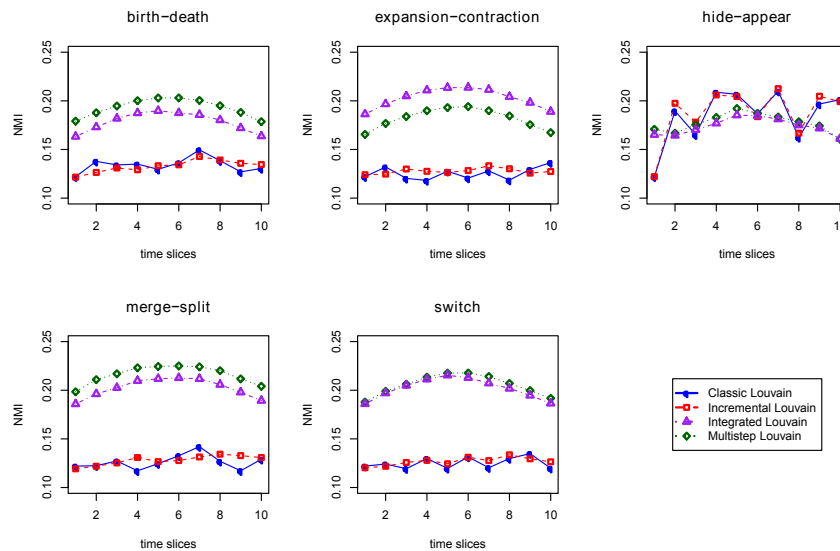 birth−death
expansion−contraction
hide−appear
NMI
0.10 0.15 0.20 0.25
2 4 6 8 10
time slices
NMI
0.10 0.15 0.20 0.25
2 4 6 8 10
time slices
NMI
0.10 0.15 0.20 0.25
2 4 6 8 1
time slices
merge−split
switch
NMI
0.10 0.15 0.20 0.25
2 4 6 8 10
time slices
NMI
0.10 0.15 0.20 0.25
2 4 6 8 10
time slices
Classic Louvain
Incremental Louvain
Integrated Louvain
Multistep Louvain